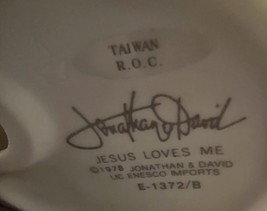 TAIWAN
R.O.C.
Jonathan & David
JESUS LOVES ME
©1978 JONATHAN & DAVID
LIC ENESCO IMPORTS
E-1372/B